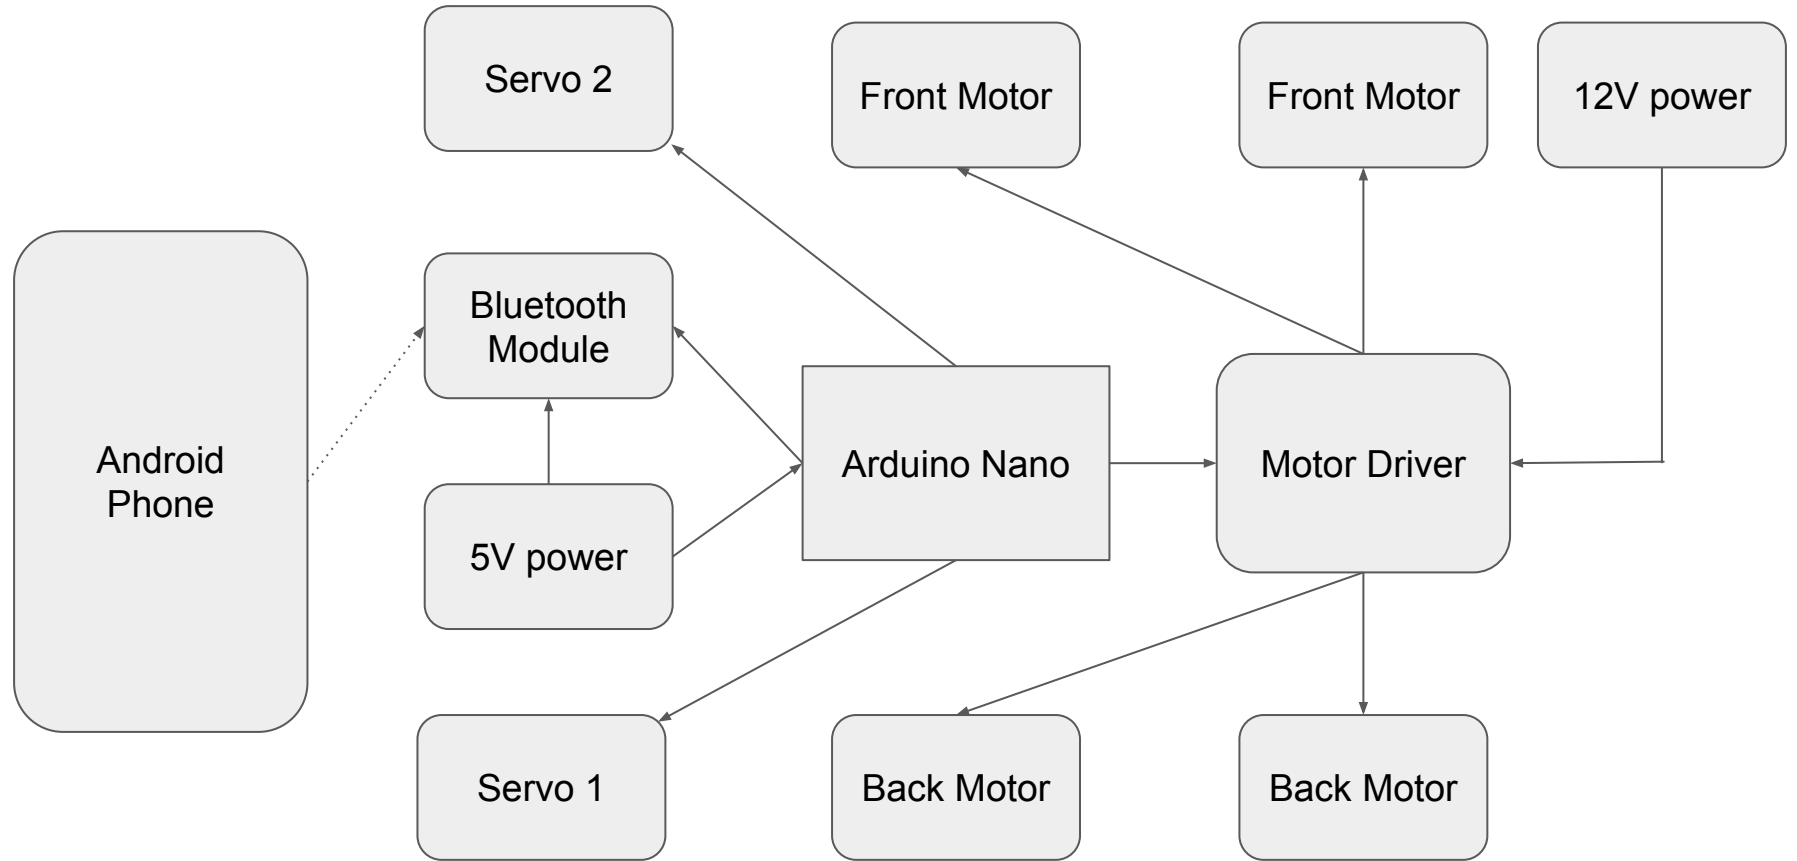 Servo 2
Front Motor
Front Motor
12V power
Bluetooth
Module
Android
Phone
5V power
Arduino Nano
Motor Driver
Servo 1
Back Motor
Back Motor